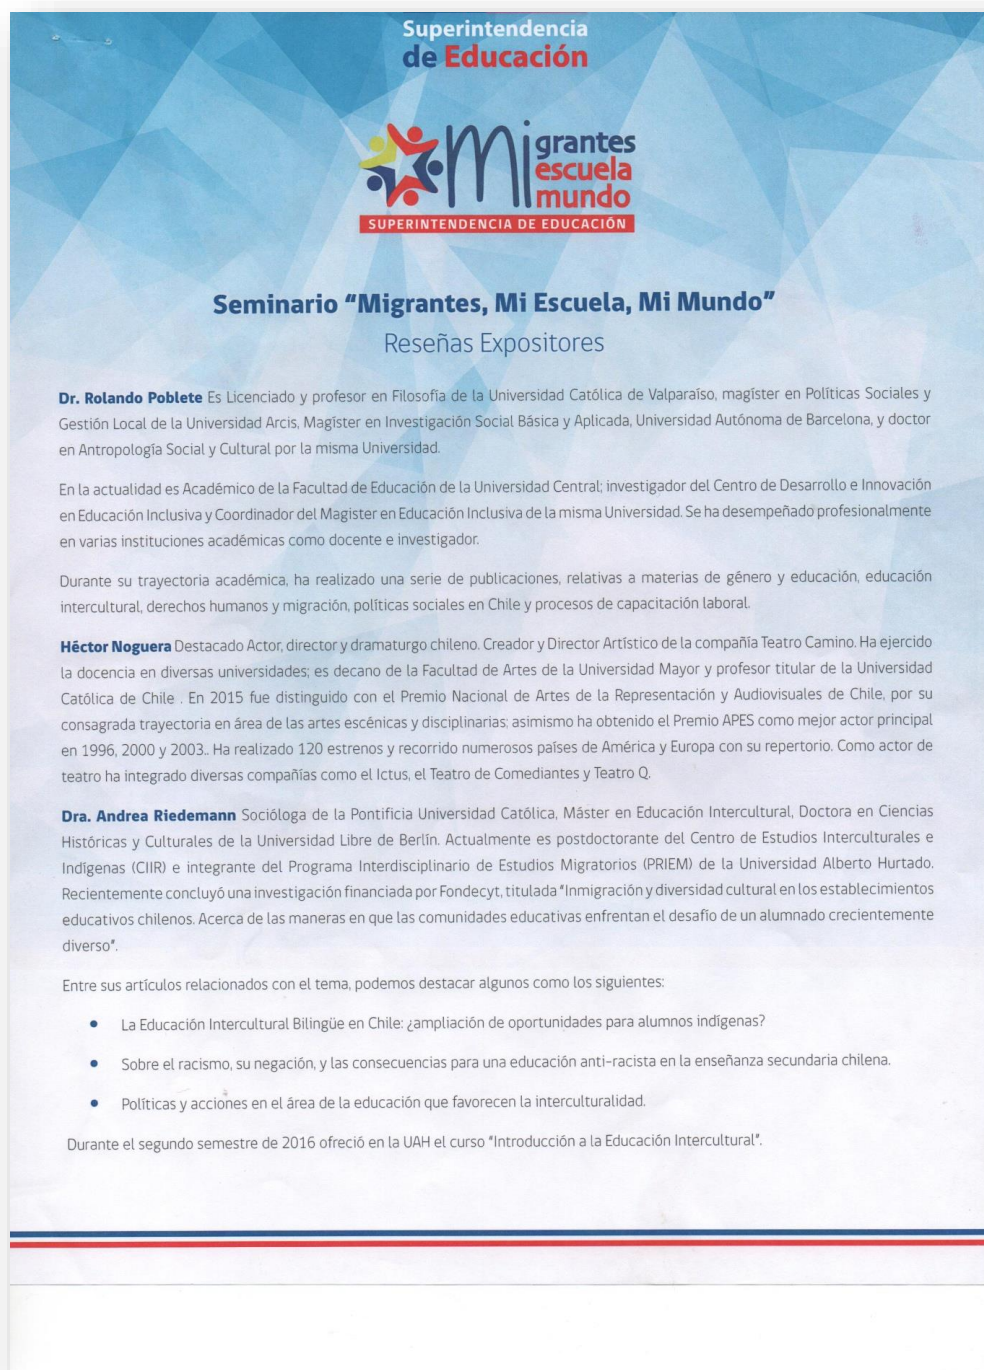 Superintendencia
de Educación
Migrantes
escuela
mundo
SUPERINTENDENCIA DE EDUCACIÓN
Seminario “Migrantes, Mi Escuela, Mi Mundo”
Reseñas Expositores
Dr. Rolando Poblete Es Licenciado y profesor en Filosofía de la Universidad Católica de Valparaíso, magíster en Políticas Sociales y
Gestión Local de la Universidad Arcis, Magíster en Investigación Social Básica y Aplicada, Universidad Autónoma de Barcelona, y doctor
en Antropología Social y Cultural por la misma Universidad.
En la actualidad es Académico de la Facultad de Educación de la Universidad Central; investigador del Centro de Desarrollo e Innovación
en Educación Inclusiva y Coordinador del Magister en Educación Inclusiva de la misma Universidad. Se ha desempeñado profesionalmente
en varias instituciones académicas como docente e investigador.
Durante su trayectoria académica, ha realizado una serie de publicaciones, relativas a materias de género y educación, educación
intercultural, derechos humanos y migración, políticas sociales en Chile y procesos de capacitación laboral.
Héctor Noguera Destacado Actor, director y dramaturgo chileno. Creador y Director Artístico de la compañía Teatro Camino. Ha ejercido
la docencia en diversas universidades; es decano de la Facultad de Artes de la Universidad Mayor y profesor titular de la Universidad
Católica de Chile . En 2015 fue distinguido con el Premio Nacional de Artes de la Representación y Audiovisuales de Chile, por su
consagrada trayectoria en área de las artes escénicas y disciplinarias; asimismo ha obtenido el Premio APES como mejor actor principal
en 1996, 2000 y 2003.. Ha realizado 120 estrenos y recorrido numerosos países de América y Europa con su repertorio. Como actor de
teatro ha integrado diversas compañías como el Ictus, el Teatro de Comediantes y Teatro Q.
Dra. Andrea Riedemann Socióloga de la Pontificia Universidad Católica, Máster en Educación Intercultural, Doctora en Ciencias
Históricas y Culturales de la Universidad Libre de Berlín. Actualmente es postdoctorante del Centro de Estudios Interculturales e
Indígenas (CIIR) e integrante del Programa Interdisciplinario de Estudios Migratorios (PRIEM) de la Universidad Alberto Hurtado.
Recientemente concluyó una investigación financiada por Fondecyt, titulada “Inmigración y diversidad cultural en los establecimientos
educativos chilenos. Acerca de las maneras en que las comunidades educativas enfrentan el desafío de un alumnado crecientemente
diverso”.
Entre sus artículos relacionados con el tema, podemos destacar algunos como los siguientes:
• La Educación Intercultural Bilingüe en Chile: ¿ampliación de oportunidades para alumnos indígenas?
• Sobre el racismo, su negación, y las consecuencias para una educación anti-racista en la enseñanza secundaria chilena.
• Políticas y acciones en el área de la educación que favorecen la interculturalidad.
Durante el segundo semestre de 2016 ofreció en la UAH el curso “Introducción a la Educación Intercultural”.